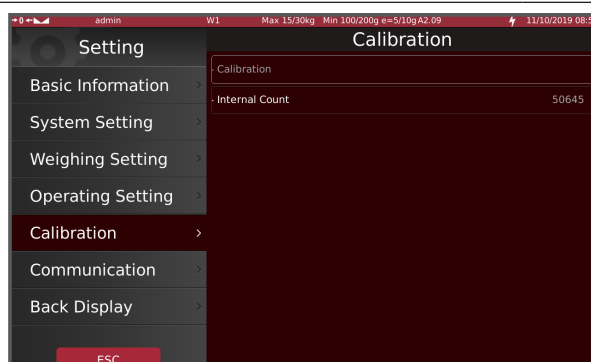 →0← admin W1 Max 15/30kg Min 100/200g e=5/10g A2.09 11/10/2019 08:5
Setting
Calibration
Basic Information
System Setting
Weighing Setting
Operating Setting
Calibration
Communication
Back Display
ESC
- Calibration
- Internal Count 50645